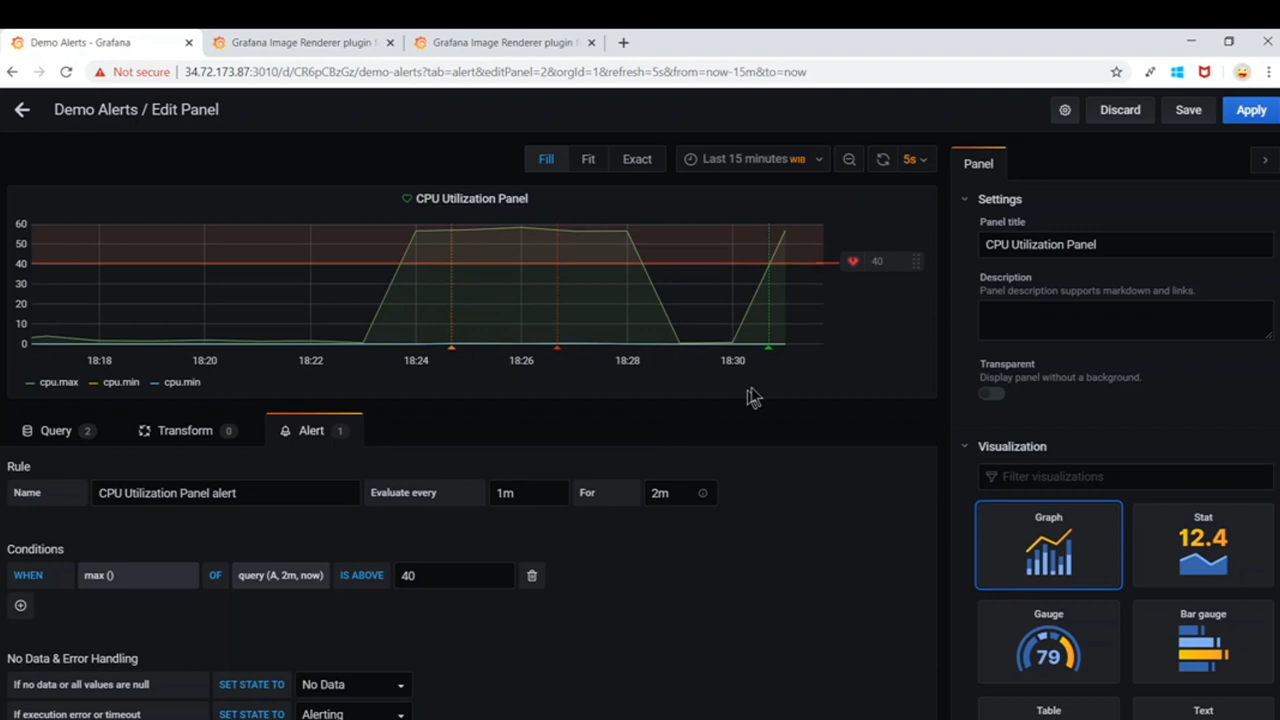 Demo Alerts - Grafana
Grafana Image Renderer plugin f
Grafana Image Renderer plugin f
Not secure 34.72.173.87:3010/d/CR6pCBzGz/demo-alerts?tab=alert&editPanel=2&orgId=1&refresh=5s&from=now-15m&to=now
Demo Alerts / Edit Panel
Discard
Save
Apply
Fill
Fit
Exact
Last 15 minutes WIB
5s
Panel
CPU Utilization Panel
60
50
40
30
20
10
0
40
18:18 18:20 18:22 18:24 18:26 18:28 18:30
cpu.max cpu.min cpu.min
Settings
Panel title
CPU Utilization Panel
Description
Panel description supports markdown and links.
Transparent
Display panel without a background.
Query 2
Transform 0
Alert 1
Rule
Name CPU Utilization Panel alert Evaluate every 1m For 2m
Conditions
WHEN max () OF query (A, 2m, now) IS ABOVE 40
No Data & Error Handling
If no data or all values are null SET STATE TO No Data
If execution error or timeout SET STATE TO Alerting
Visualization
Filter visualizations
Graph
Stat
12.4
Gauge
79
Bar gauge
Table
Text